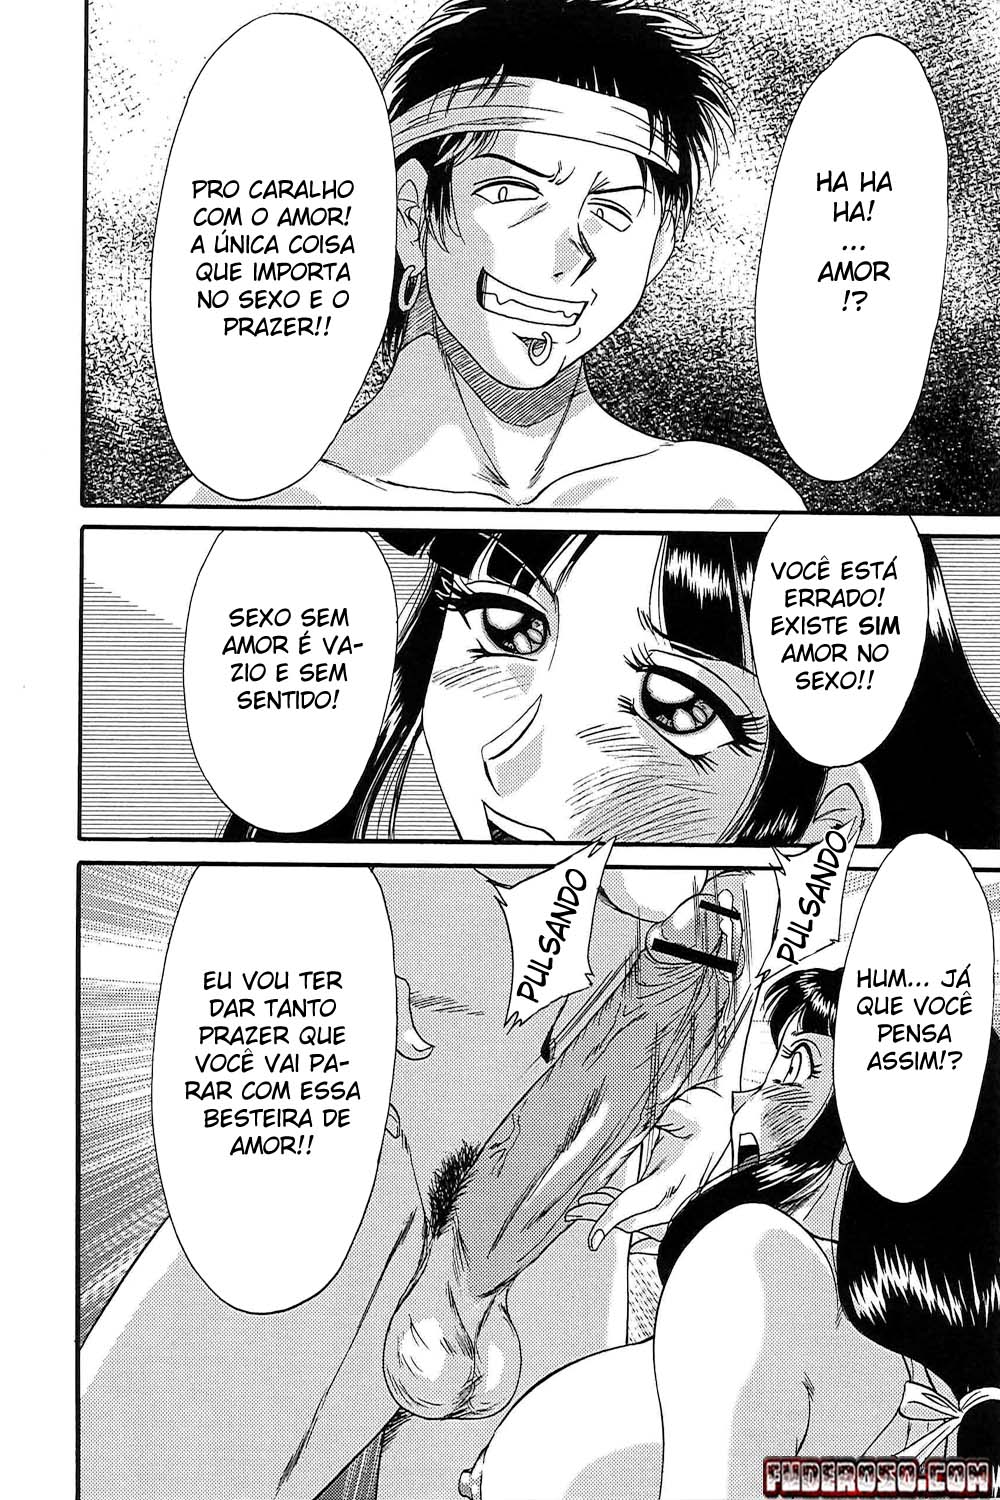 HA HA
HA!
...
AMOR
!?
PRO CARALHO
COM O AMOR!
A ÚNICA COISA
QUE IMPORTA
NO SEXO E O
PRAZER!!
VOCÊ ESTÁ
ERRADO!
EXISTE SIM
AMOR NO
SEXO!!
SEXO SEM
AMOR É VA-
ZIO E SEM
SENTIDO!
PULSANDO
PULSANDO
HUM... JÁ
QUE VOCÊ
PENSA
ASSIM!?
EU VOU TER
DAR TANTO
PRAZER QUE
VOCÊ VAI PA-
RAR COM ESSA
BESTEIRA DE
AMOR!!
FUDEROSO.COM